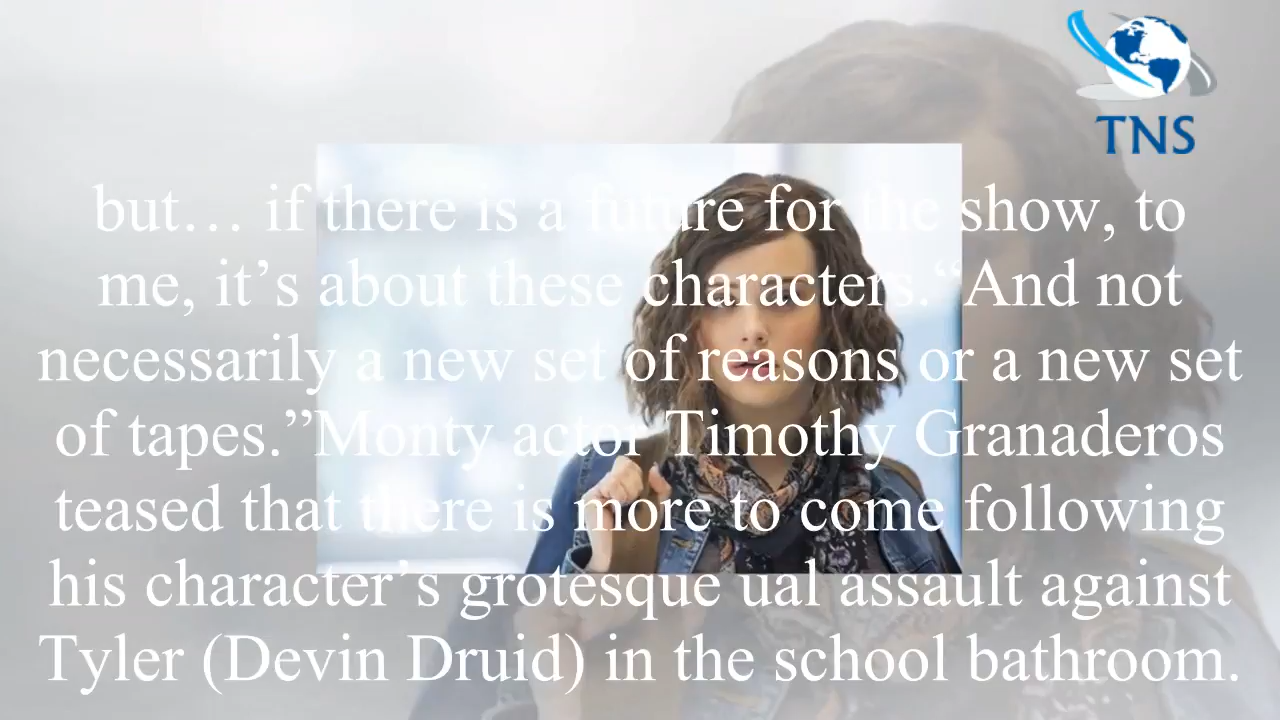 TNS
but… if there is a future for the show, to
me, it’s about these characters.“And not
necessarily a new set of reasons or a new set
of tapes.”Monty actor Timothy Granaderos
teased that there is more to come following
his character’s grotesque ual assault against
Tyler (Devin Druid) in the school bathroom.